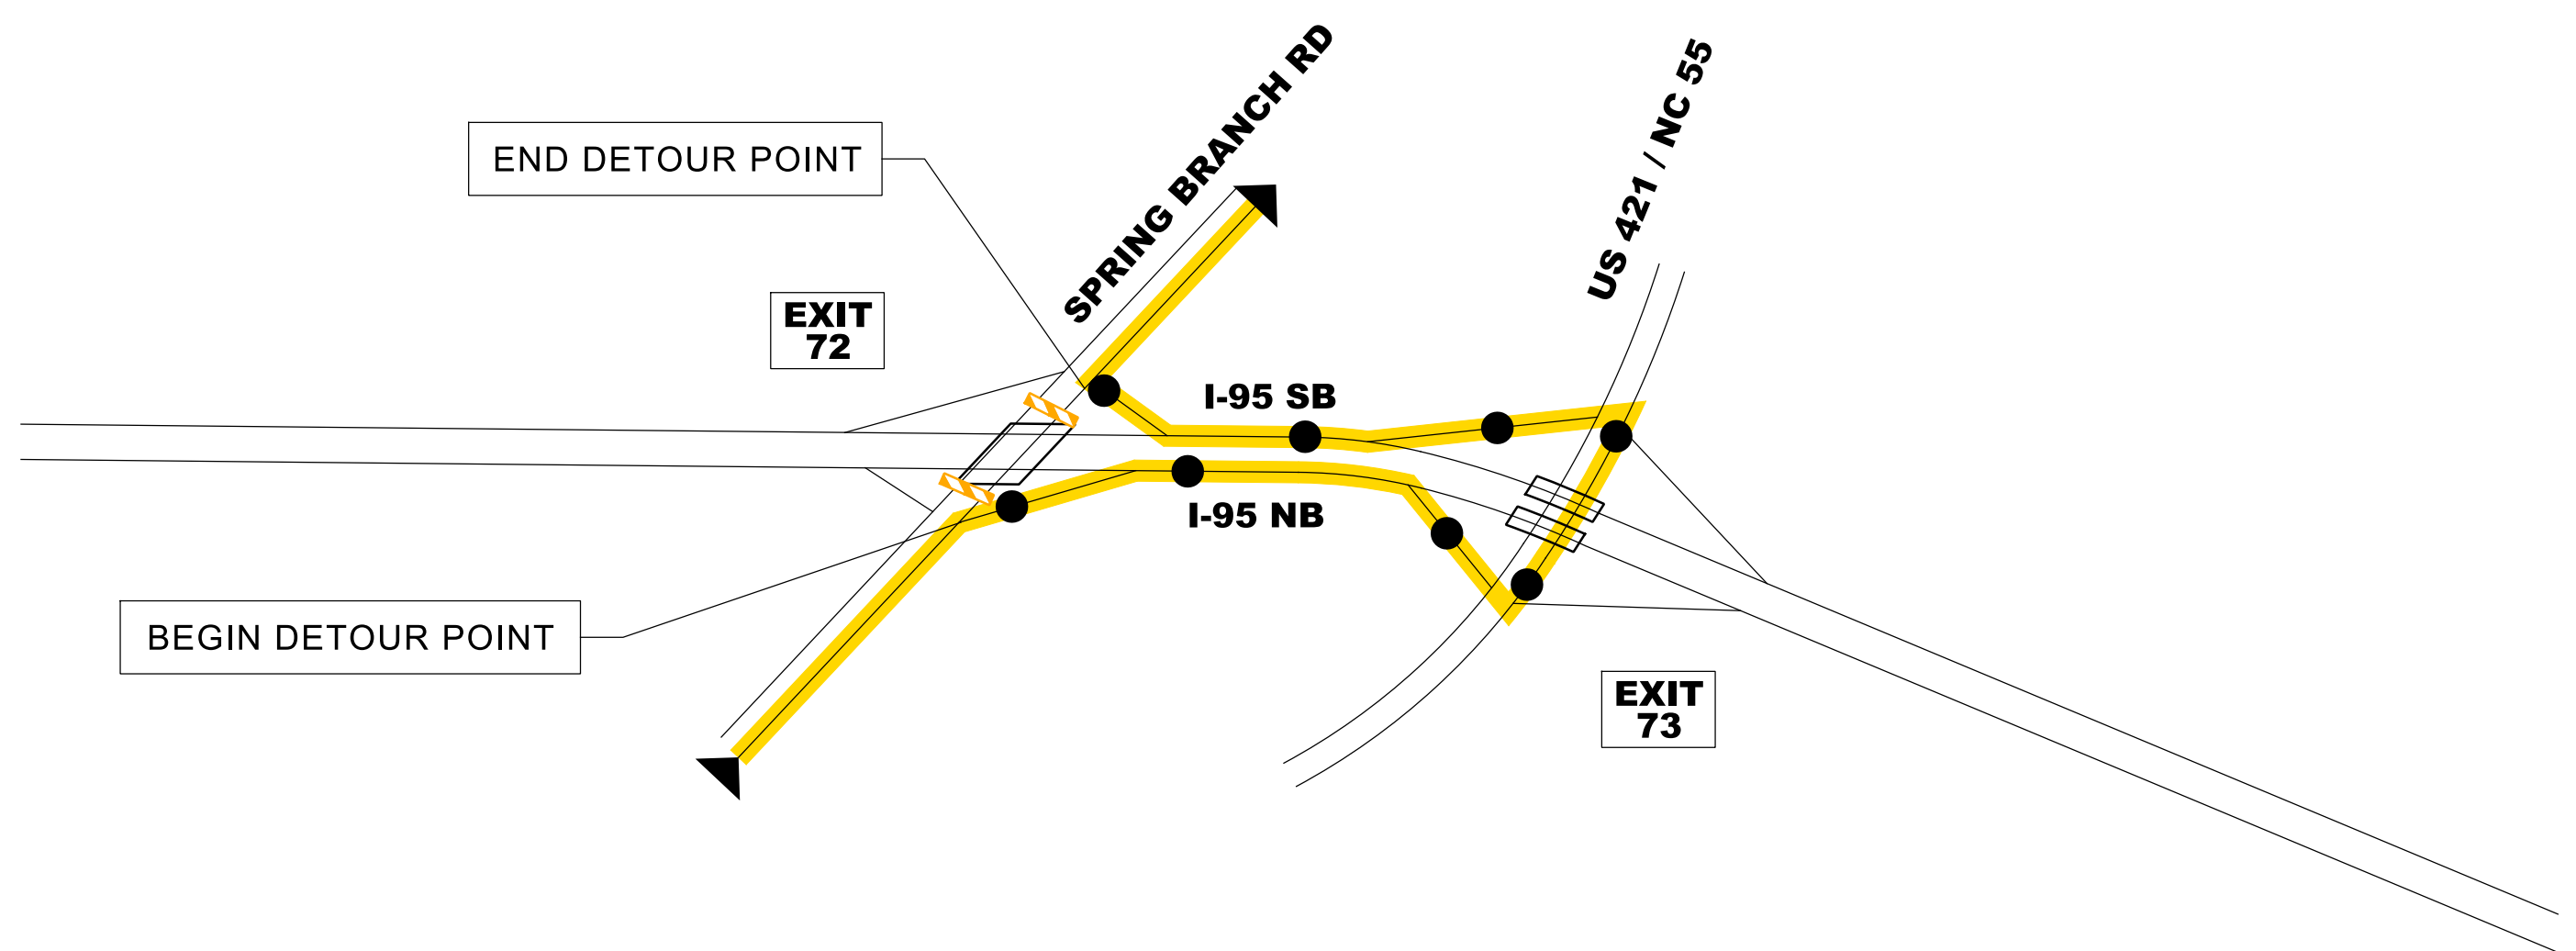 SPRING BRANCH RD
US 421 / NC 55
END DETOUR POINT
EXIT
72
I-95 SB
I-95 NB
BEGIN DETOUR POINT
EXIT
73